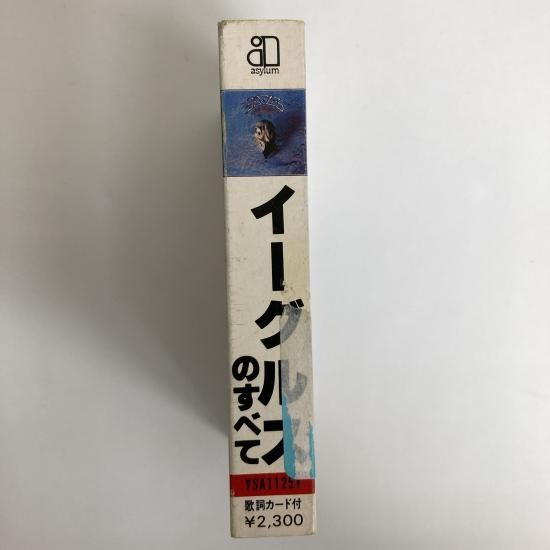 asylum
イーグルス
のすべて
YSA1125Y
歌詞カード付
¥2,300